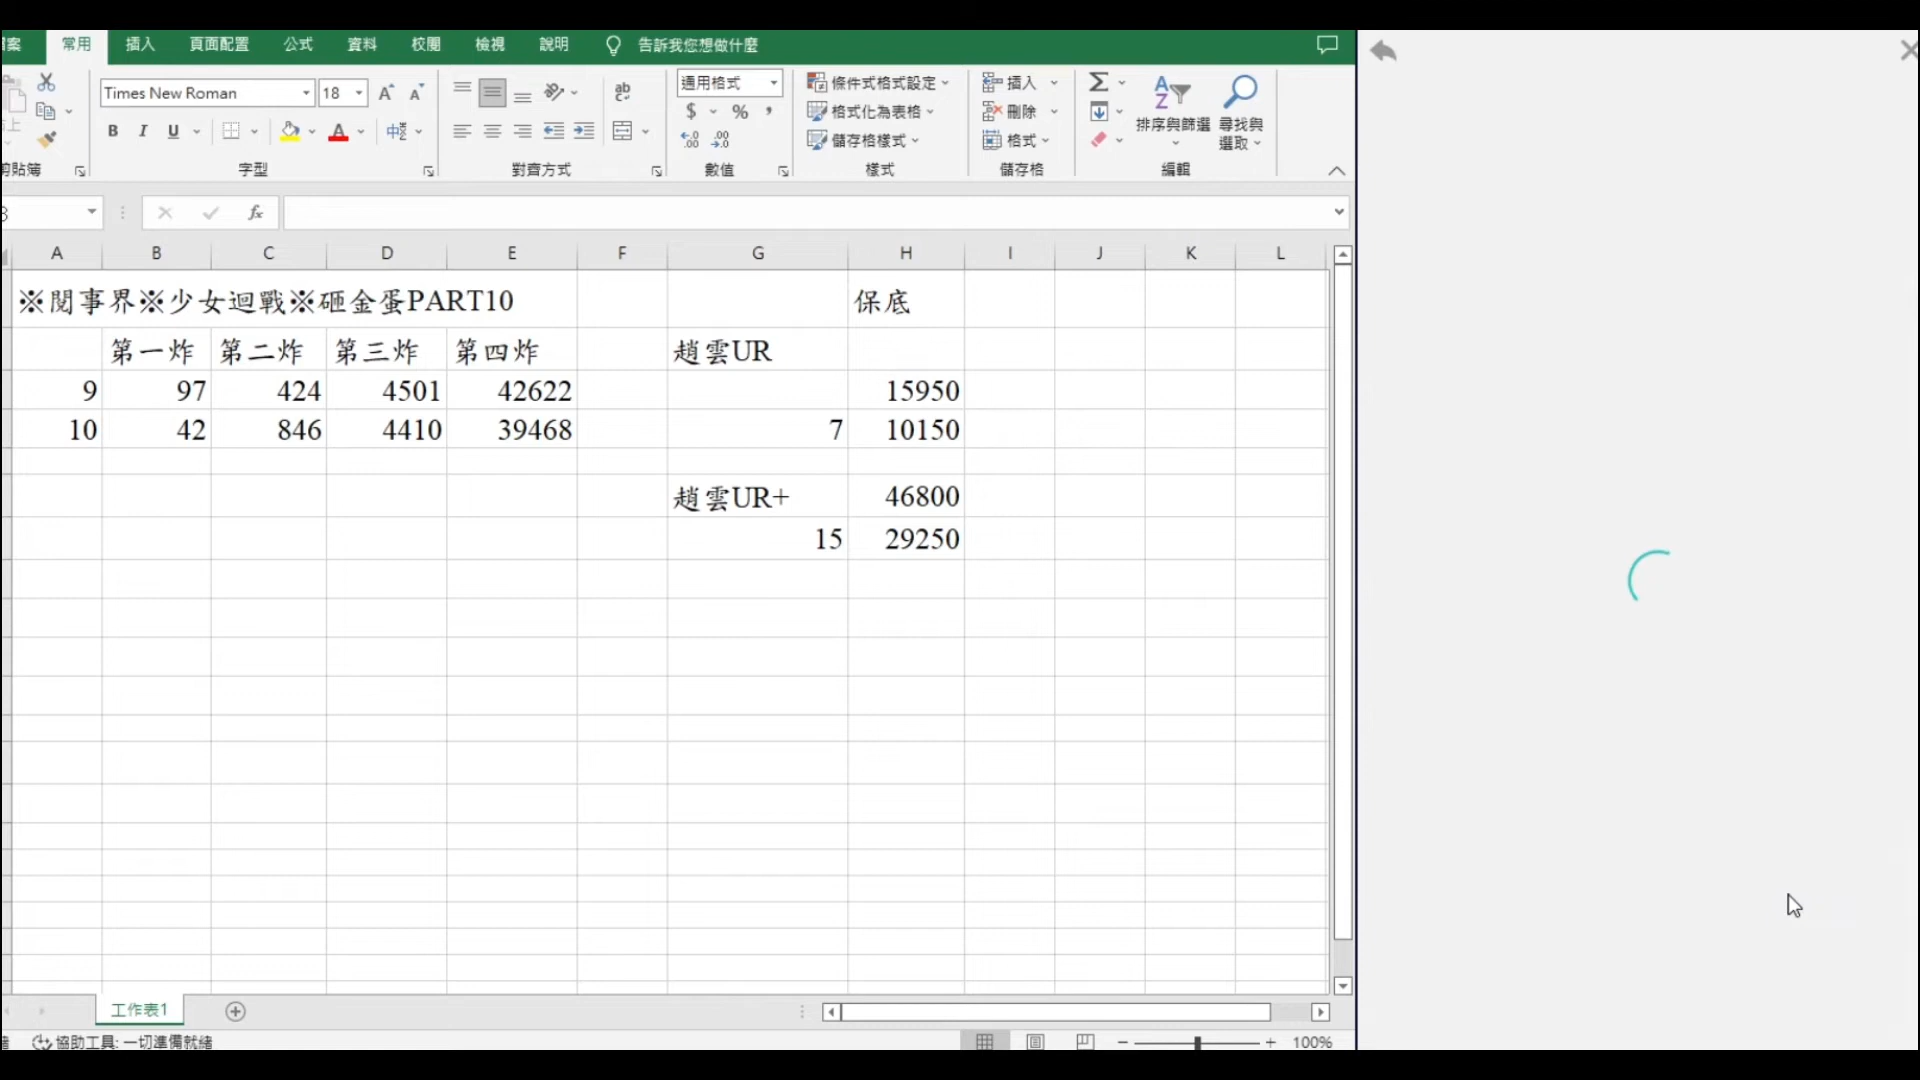 常用 插入 頁面配置 公式 資料 校閱 檢視 說明 告訴我您想做什麼
Times New Roman 18 通用格式 條件式格式設定 插入
$ % , 格式化為表格 刪除 排序與篩選 尋找與
B I U A 中 儲存格樣式 格式 選取
剪貼簿 字型 對齊方式 數值 樣式 儲存格 編輯
fx
A B C D E F G H I J K L
※閱事界※少女迴戰※砸金蛋PART10 保底
第一炸 第二炸 第三炸 第四炸 趙雲UR
9 97 424 4501 42622 15950
10 42 846 4410 39468 7 10150
趙雲UR+ 46800
15 29250
工作表1
協助工具: 一切準備就緒 100%